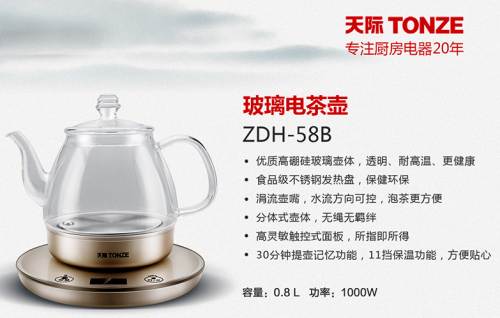 天际 TONZE
专注厨房电器20年
玻璃电茶壶
ZDH-58B
• 优质高硼硅玻璃壶体，透明、耐高温、更健康
• 食品级不锈钢发热盘，保健环保
• 涓流壶嘴，水流方向可控，泡茶更方便
• 分体式壶体，无绳无羁绊
• 高灵敏触控式面板，所指即所得
• 30分钟提壶记忆功能，11挡保温功能，方便贴心
容量：0.8 L 功率：1000W
天际 TONZE